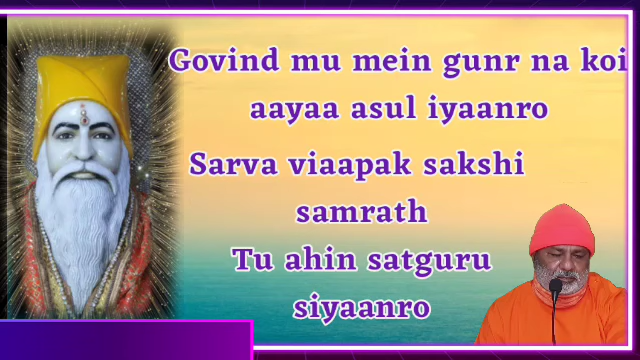 Govind mu mein gunr na koi
aayaa asul iyaanro
Sarva viaapak sakshi
samrath
Tu ahin satguru
siyaanro